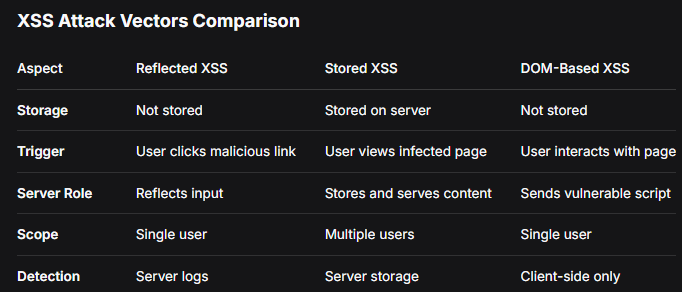 XSS Attack Vectors Comparison
Aspect Reflected XSS Stored XSS DOM-Based XSS
Storage Not stored Stored on server Not stored
Trigger User clicks malicious link User views infected page User interacts with page
Server Role Reflects input Stores and serves content Sends vulnerable script
Scope Single user Multiple users Single user
Detection Server logs Server storage Client-side only